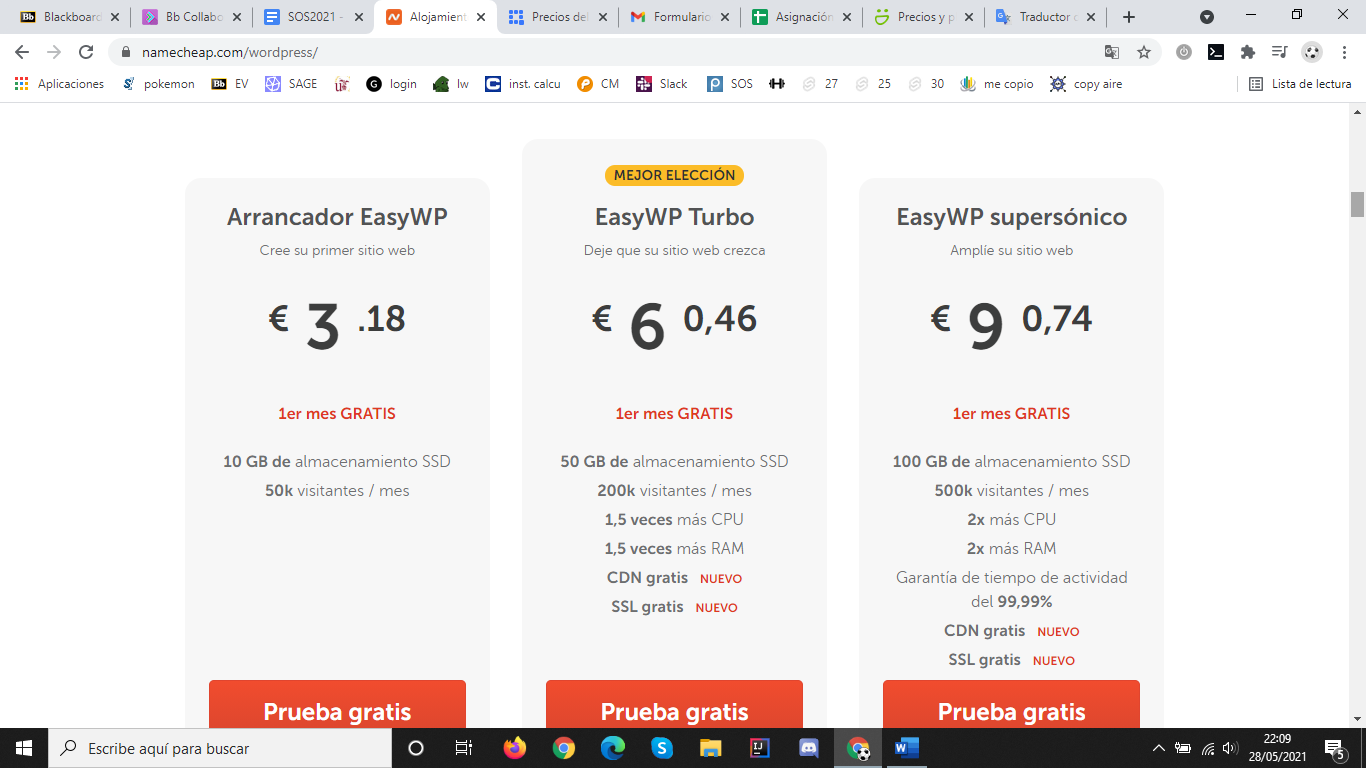 Blackboard
Bb Collabo
SOS2021 -
Alojamient
Precios del
Formulario
Asignación
Precios y p
Traductor d
namecheap.com/wordpress/
Aplicaciones
pokemon
Bb EV
SAGE
login
lw
inst. calcu
CM
Slack
SOS
27
25
30
me copio
copy aire
Lista de lectura
MEJOR ELECCIÓN
Arrancador EasyWP
Cree su primer sitio web
€ 3 .18
1er mes GRATIS
10 GB de almacenamiento SSD
50k visitantes / mes
Prueba gratis
EasyWP Turbo
Deje que su sitio web crezca
€ 6 0,46
1er mes GRATIS
50 GB de almacenamiento SSD
200k visitantes / mes
1,5 veces más CPU
1,5 veces más RAM
CDN gratis NUEVO
SSL gratis NUEVO
Prueba gratis
EasyWP supersónico
Amplíe su sitio web
€ 9 0,74
1er mes GRATIS
100 GB de almacenamiento SSD
500k visitantes / mes
2x más CPU
2x más RAM
Garantía de tiempo de actividad
del 99,99%
CDN gratis NUEVO
SSL gratis NUEVO
Prueba gratis
Escribe aquí para buscar
22:09
28/05/2021
5